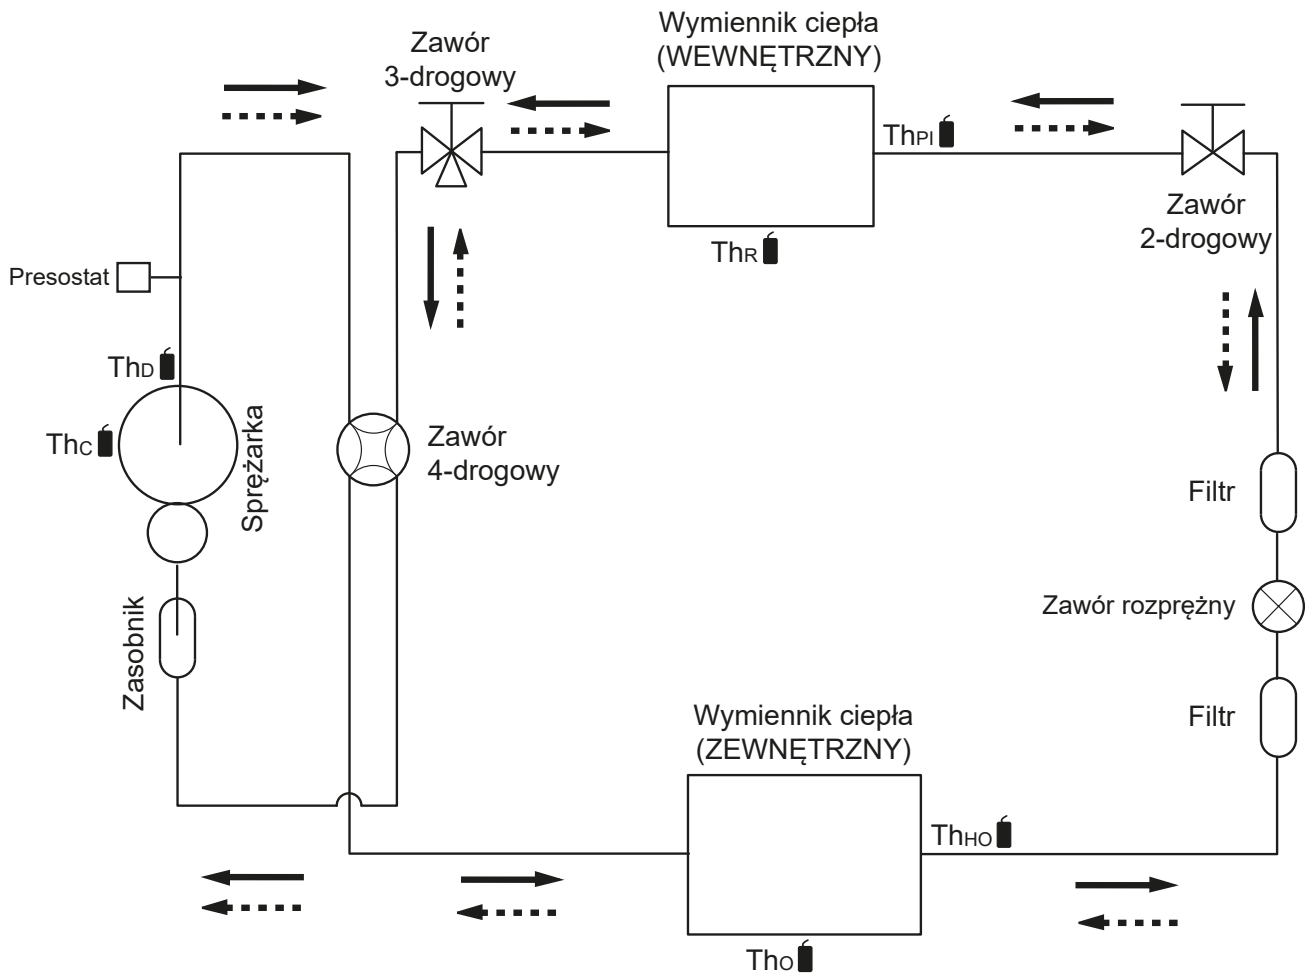 Wymiennik ciepła
(WEWNĘTRZNY)
Zawór
3-drogowy
ThPI
Zawór
2-drogowy
ThR
Presostat
ThD
ThC
Sprężarka
Zawór
4-drogowy
Filtr
Zawór rozprężny
Zasobnik
Filtr
Wymiennik ciepła
(ZEWNĘTRZNY)
ThHO
ThO